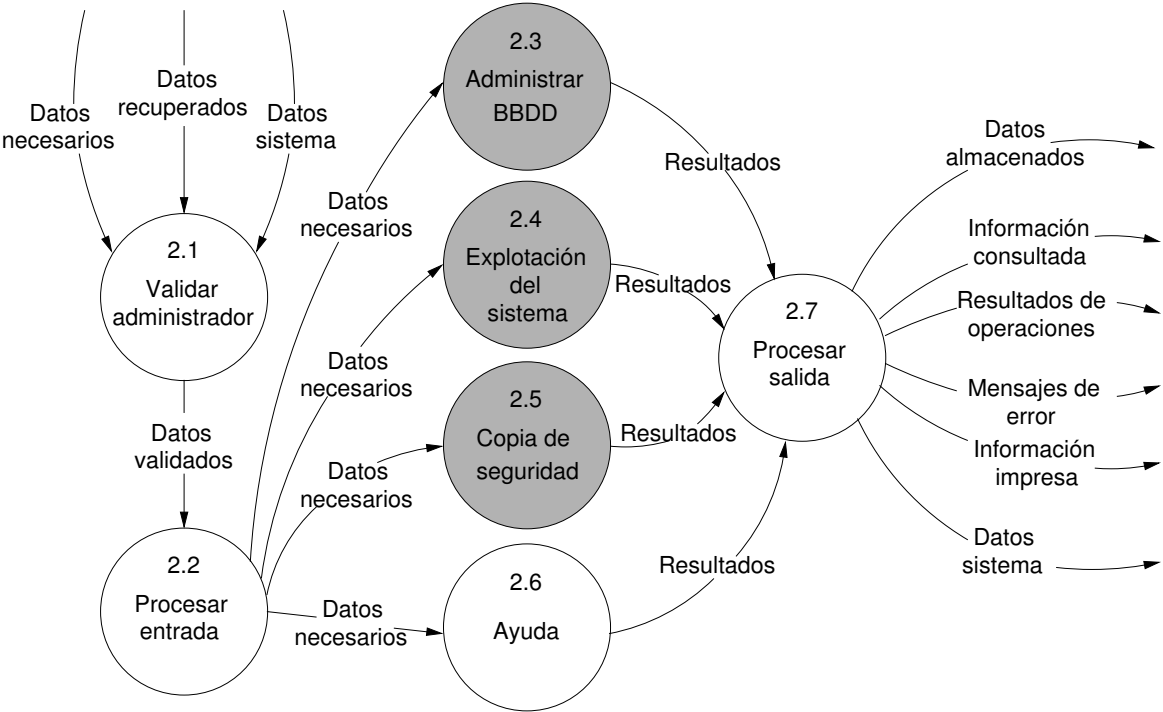 Datos
necesarios
Datos
recuperados
Datos
sistema
2.1
Validar
administrador
Datos
validados
2.2
Procesar
entrada
Datos
necesarios
Datos
necesarios
Datos
necesarios
Datos
necesarios
2.3
Administrar
BBDD
2.4
Explotación
del
sistema
2.5
Copia de
seguridad
2.6
Ayuda
Resultados
Resultados
Resultados
Resultados
2.7
Procesar
salida
Datos
almacenados
Información
consultada
Resultados de
operaciones
Mensajes de
error
Información
impresa
Datos
sistema